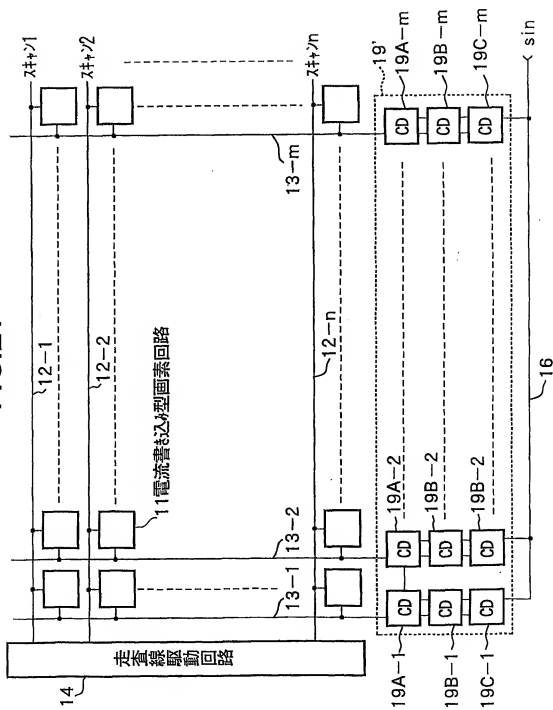 FIG.21
スキャン1
スキャン2
スキャンn
12-1
12-2
12-n
11電流書き込み型画素回路
13-1
13-2
13-m
14
走査線駆動回路
19'
CD
CD
CD
19A-1
19B-1
19C-1
CD
CD
CD
19A-2
19B-2
19B-2
CD
CD
CD
19A-m
19B-m
19C-m
16
sin